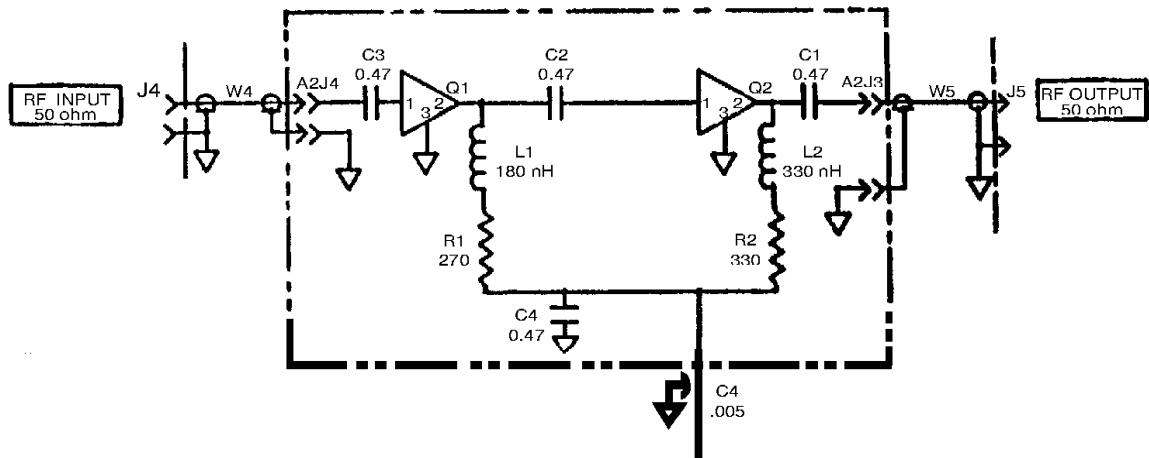 RF INPUT
50 ohm
J4
W4
A2J4
C3
0.47
1
3
2
Q1
C2
0.47
1
3
2
Q2
C1
0.47
A2J3
W5
J5
RF OUTPUT
50 ohm
L1
180 nH
L2
330 nH
R1
270
R2
330
C4
0.47
C4
.005